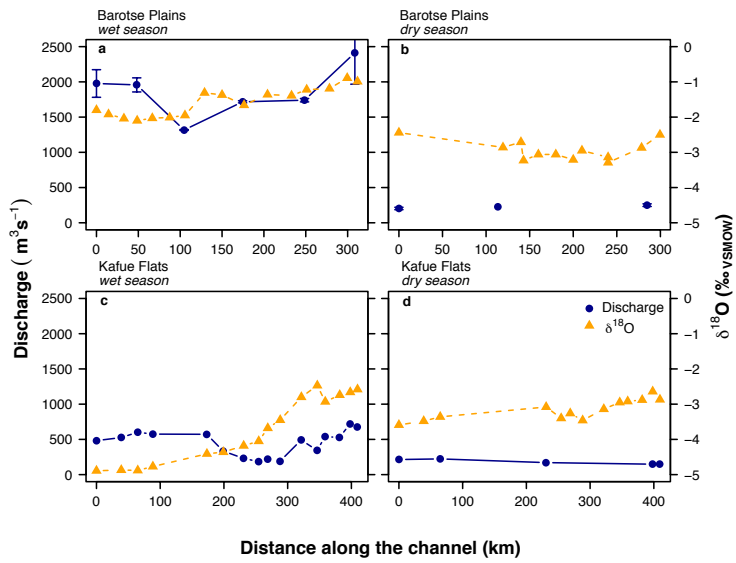 Barotse Plains
wet season
Barotse Plains
dry season
a
b
2500
2000
1500
1000
500
0
0
−1
−2
−3
−4
−5
0 50 100 150 200 250 300
0 50 100 150 200 250 300
Kafue Flats
wet season
Kafue Flats
dry season
c
d
2500
2000
1500
1000
500
0
Discharge
δ¹⁸O
0
−1
−2
−3
−4
−5
0 100 200 300 400
0 100 200 300 400
Discharge ( m³s⁻¹)
δ¹⁸O (‰ VSMOW)
Distance along the channel (km)